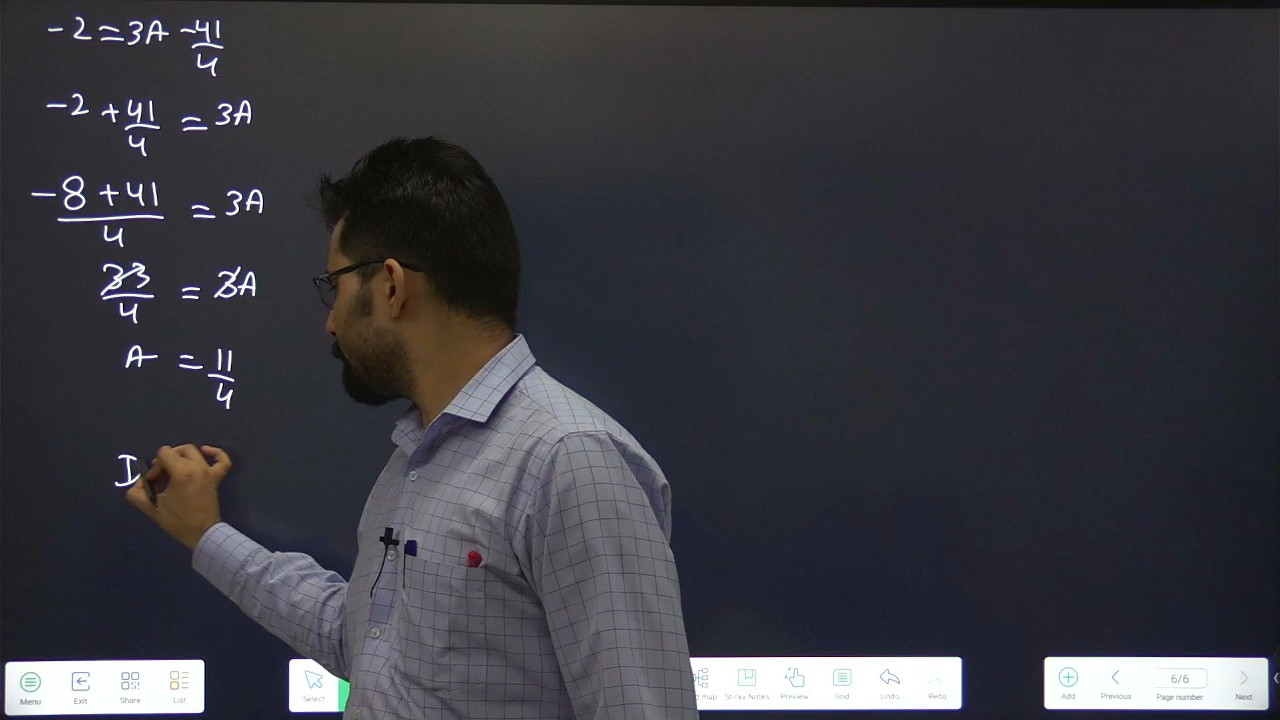 -2 = 3A - 41/4
-2 + 41/4 = 3A
-8 + 41/4 = 3A
33/4 = 3A
A = 11/4
I
Menu
Exit
Share
List
Select
d map
Sticky-Notes
Preview
Grid
Undo
Redo
Add
Previous
6/6
Page number
Next